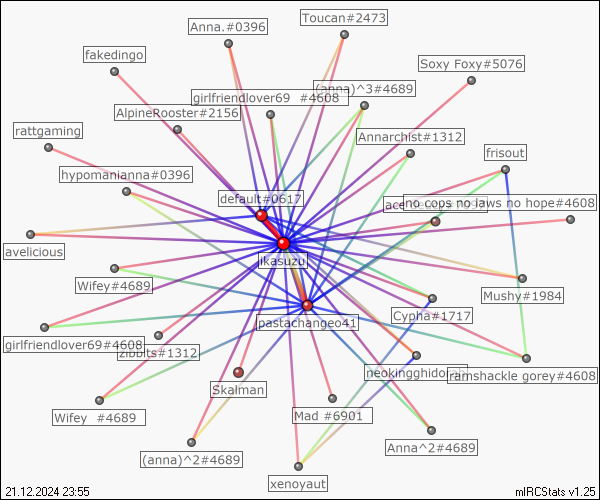 Toucan#2473
Anna.#0396
fakedingo
Soxy Foxy#5076
(anna)^3#4689
girlfriendlover69 #4608
AlpineRooster#2156
rattgaming
Annarchist#1312
frisout
hypomanianna#0396
default#0617
no cops no laws no hope#4608
avelicious
ikasuzu
Wifey#4689
Mushy#1984
Cypha#1717
pastachangeo41
girlfriendlover69#4608
zibbits#1312
ramshackle gorey#4608
Skalman
Mad #6901
Wifey #4689
Anna^2#4689
(anna)^2#4689
xenoyaut
21.12.2024 23:55
mIRCStats v1.25